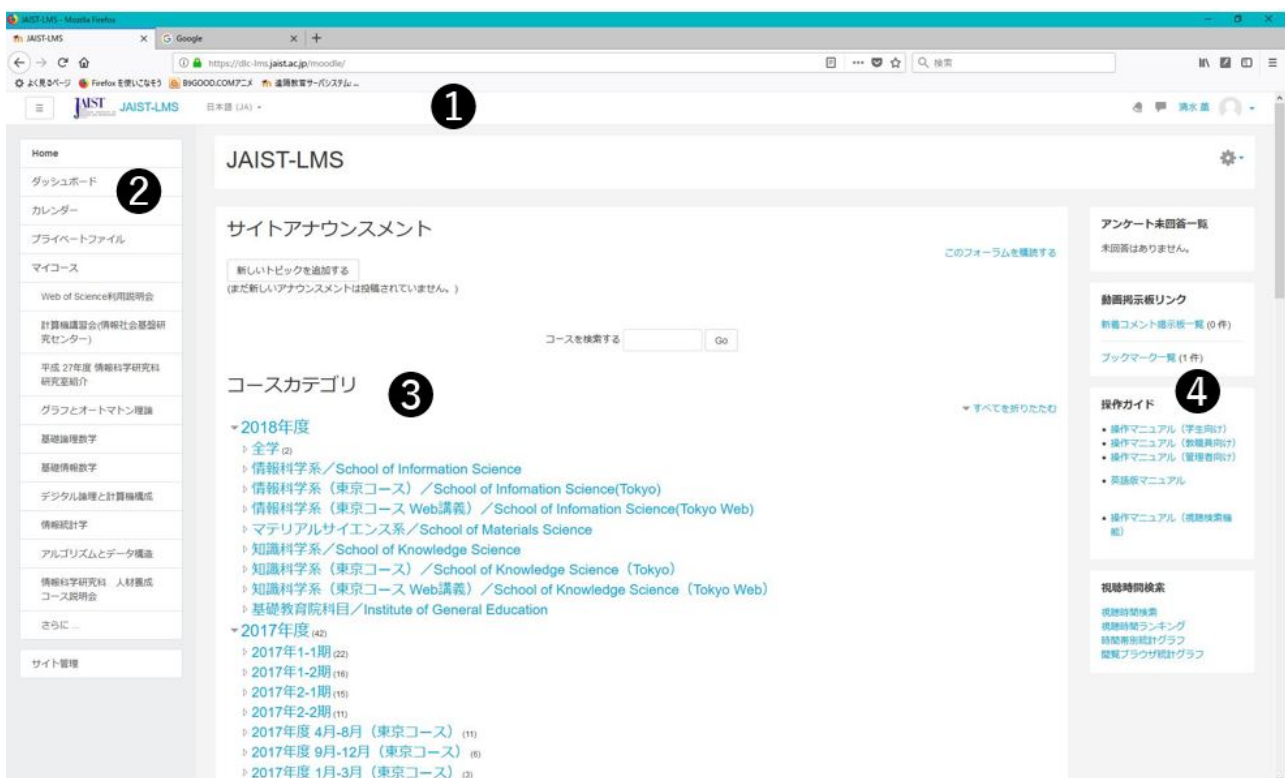 JAIST-LMS - Mozilla Firefox
JAIST-LMS
Google
https://dlc-lms.jaist.ac.jp/moodle/
検索
よく見るページ
Firefox を使いこなそう
B9GOOD.COMアニメ
遠隔教育サーバシステム: ...
JAIST
JAIST-LMS
日本語 (JA)
❶
清水 薫
Home
ダッシュボード
❷
カレンダー
プライベートファイル
マイコース
Web of Science利用説明会
計算機講習会(情報社会基盤研
究センター)
平成 27年度 情報科学研究科
研究室紹介
グラフとオートマトン理論
基礎論理数学
基礎情報数学
デジタル論理と計算機構成
情報統計学
アルゴリズムとデータ構造
情報科学研究科 人材養成
コース説明会
さらに ...
サイト管理
JAIST-LMS
サイトアナウンスメント
このフォーラムを購読する
新しいトピックを追加する
(まだ新しいアナウンスメントは投稿されていません。)
コースを検索する
Go
コースカテゴリ
❸
すべてを折りたたむ
2018年度
全学 (2)
情報科学系／School of Information Science
情報科学系（東京コース）／School of Infomation Science(Tokyo)
情報科学系（東京コース Web講義）／School of Infomation Science(Tokyo Web)
マテリアルサイエンス系／School of Materials Science
知識科学系／School of Knowledge Science
知識科学系（東京コース）／School of Knowledge Science（Tokyo）
知識科学系（東京コース Web講義）／School of Knowledge Science（Tokyo Web）
基礎教育院科目／Institute of General Education
2017年度 (42)
2017年1-1期 (22)
2017年1-2期 (16)
2017年2-1期 (15)
2017年2-2期 (11)
2017年度 4月-8月（東京コース） (11)
2017年度 9月-12月（東京コース） (6)
2017年度 1月-3月（東京コース） (3)
アンケート未回答一覧
未回答はありません。
動画掲示板リンク
新着コメント掲示板一覧 (0 件)
ブックマーク一覧 (1 件)
❹
操作ガイド
操作マニュアル（学生向け）
操作マニュアル（教職員向け）
操作マニュアル（管理者向け）
英語版マニュアル
操作マニュアル（視聴検索機
能）
視聴時間検索
視聴時間検索
視聴時間ランキング
時間帯別統計グラフ
閲覧ブラウザ統計グラフ